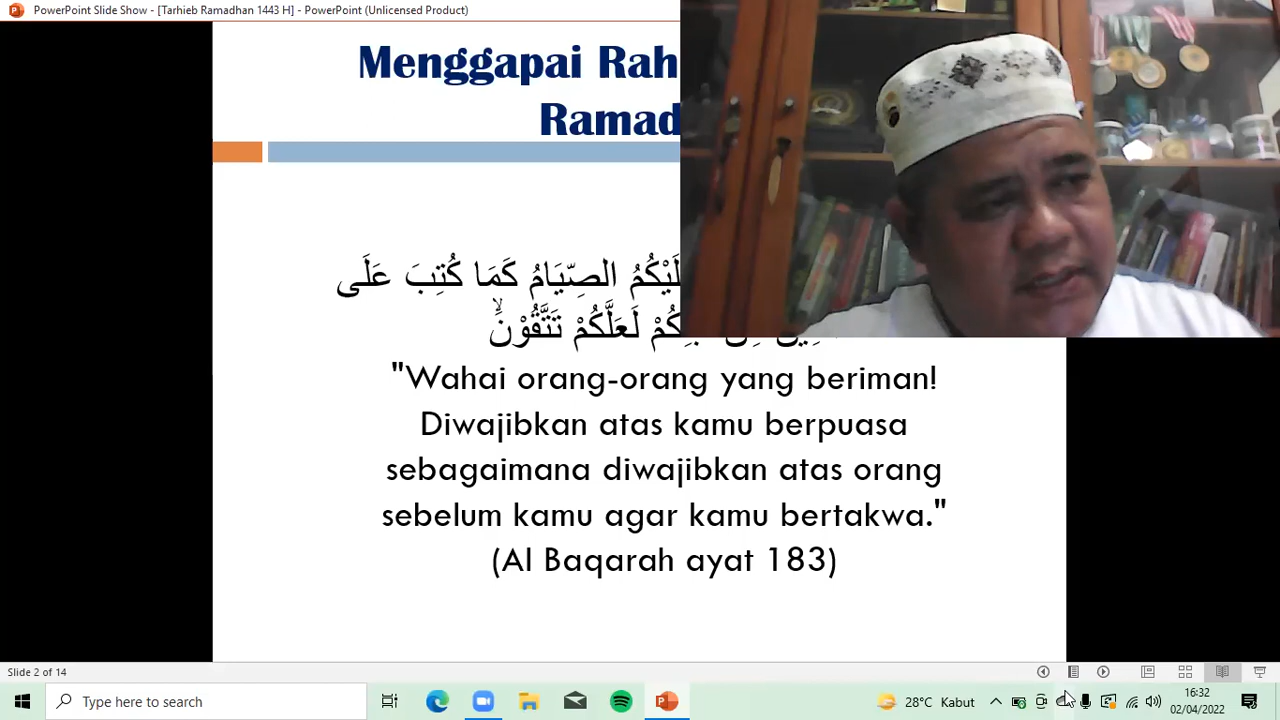 PowerPoint Slide Show - [Tarhieb Ramadhan 1443 H] - PowerPoint (Unlicensed Product)
Menggapai Rah
Ramad
الصِّيَامُ كَمَا كُتِبَ عَلَى
لَعَلَّكُمْ تَتَّقُوْنَۙ
"Wahai orang-orang yang beriman!
Diwajibkan atas kamu berpuasa
sebagaimana diwajibkan atas orang
sebelum kamu agar kamu bertakwa."
(Al Baqarah ayat 183)
Slide 2 of 14
Type here to search
28°C Kabut
16:32
02/04/2022